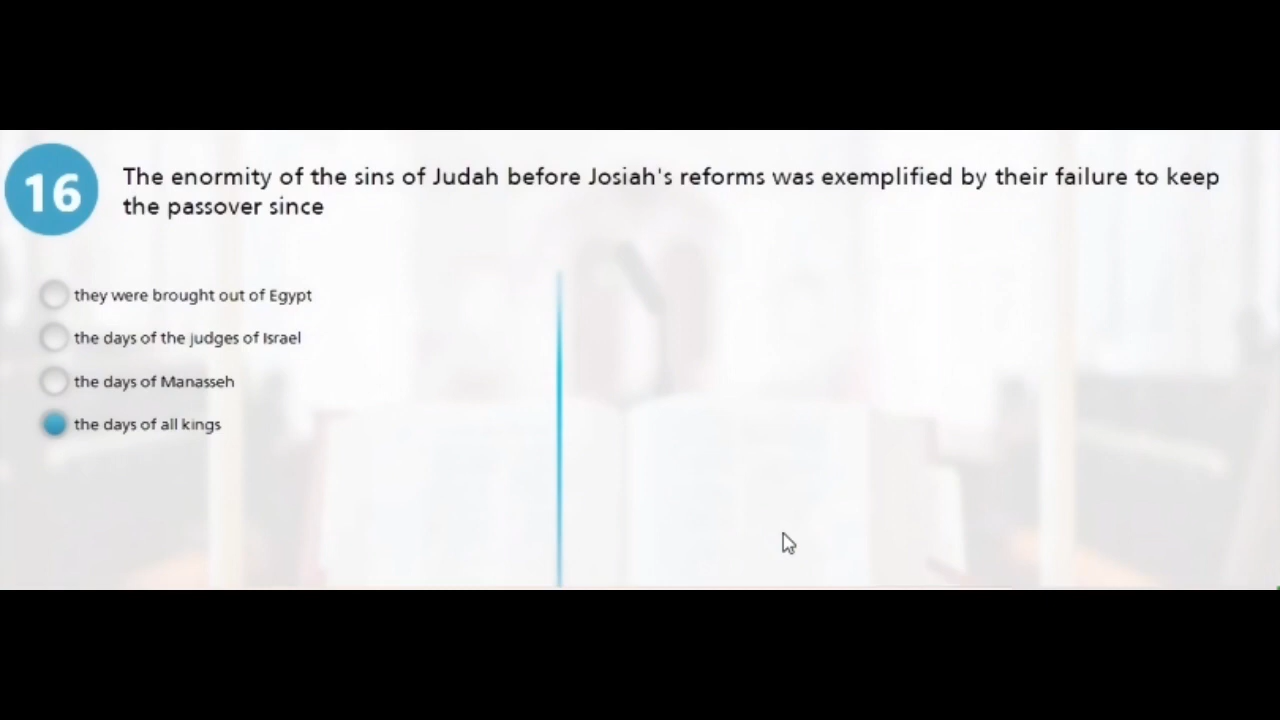 16
The enormity of the sins of Judah before Josiah's reforms was exemplified by their failure to keep
the passover since
they were brought out of Egypt
the days of the judges of Israel
the days of Manasseh
the days of all kings